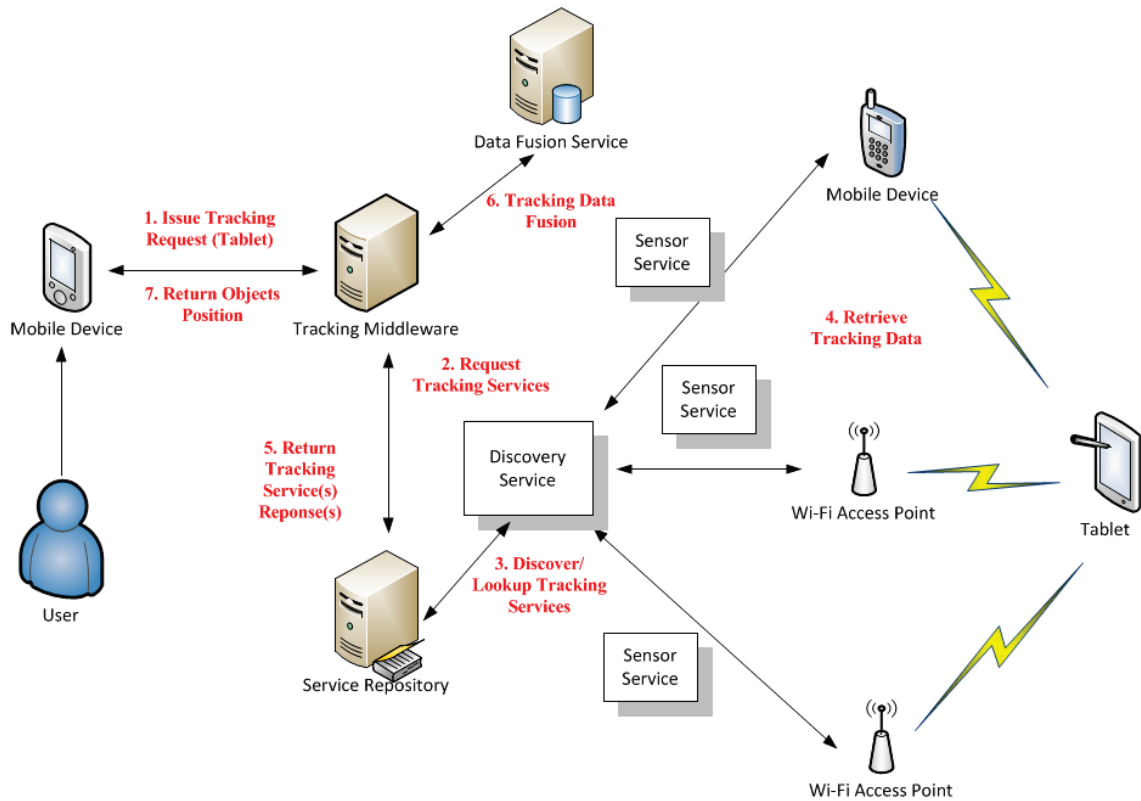 Data Fusion Service
Mobile Device
1. Issue Tracking
Request (Tablet)
6. Tracking Data
Fusion
Sensor
Service
7. Return Objects
Position
Mobile Device
Tracking Middleware
4. Retrieve
Tracking Data
2. Request
Tracking Services
Sensor
Service
5. Return
Tracking
Service(s)
Reponse(s)
Discovery
Service
Wi-Fi Access Point
Tablet
3. Discover/
Lookup Tracking
Services
User
Service Repository
Sensor
Service
Wi-Fi Access Point